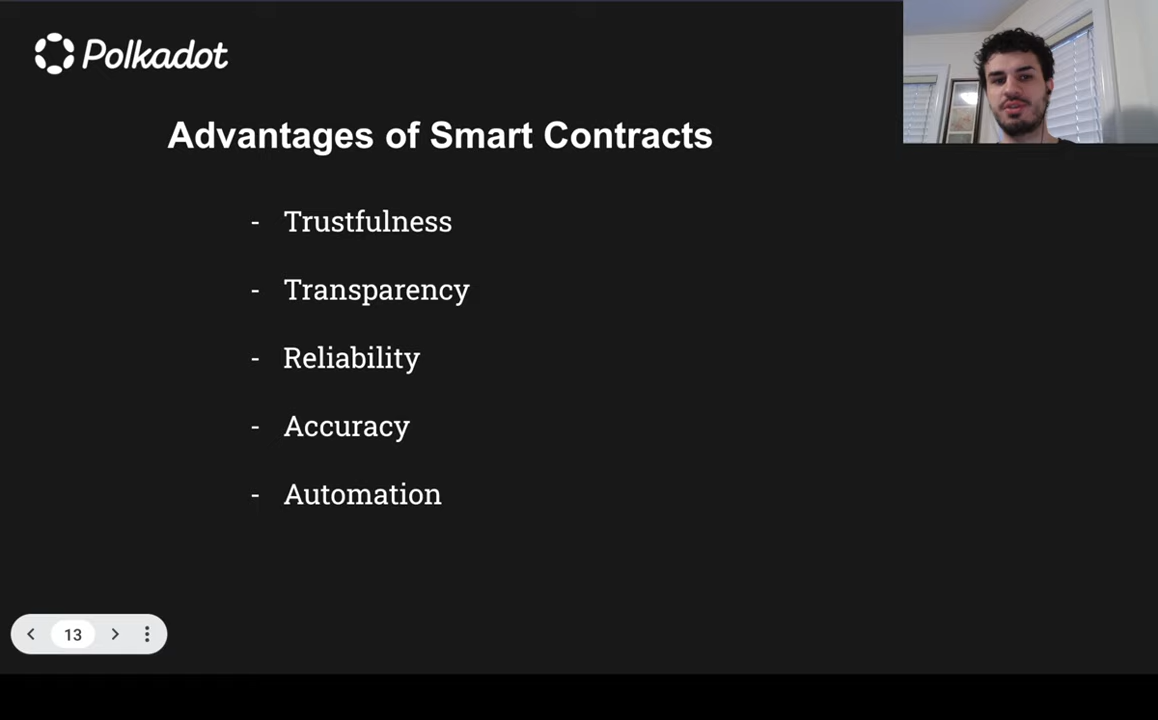 Polkadot
Advantages of Smart Contracts
- Trustfulness
- Transparency
- Reliability
- Accuracy
- Automation
13